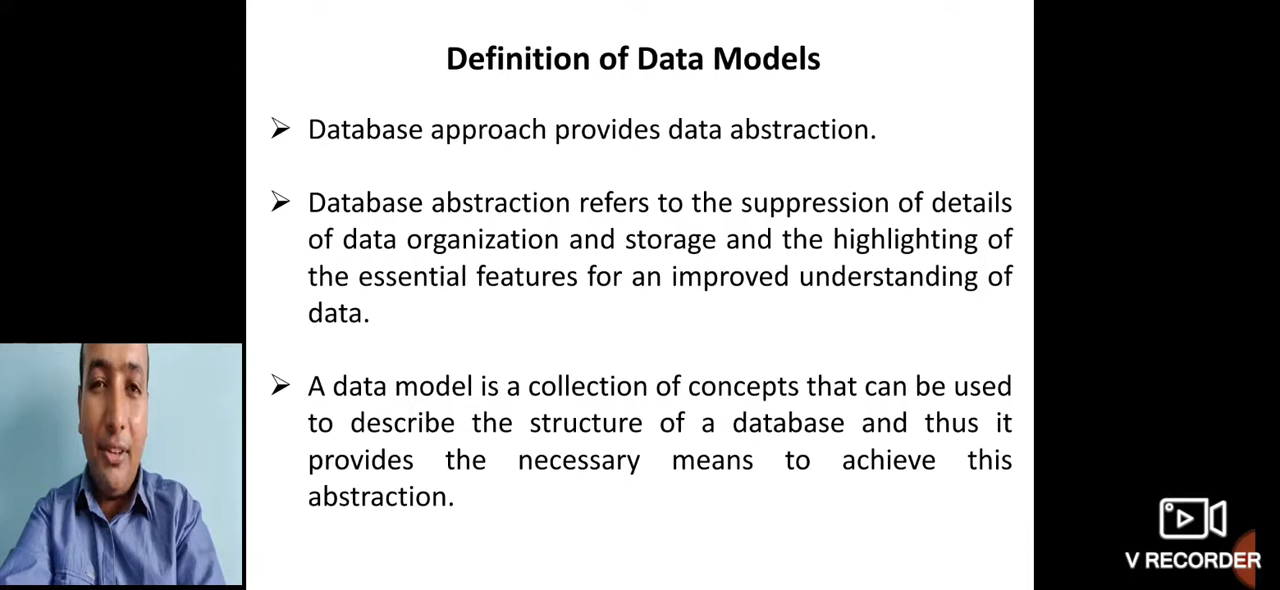 Definition of Data Models
Database approach provides data abstraction.
Database abstraction refers to the suppression of details
of data organization and storage and the highlighting of
the essential features for an improved understanding of
data.
A data model is a collection of concepts that can be used
to describe the structure of a database and thus it
provides the necessary means to achieve this
abstraction.
V RECORDER